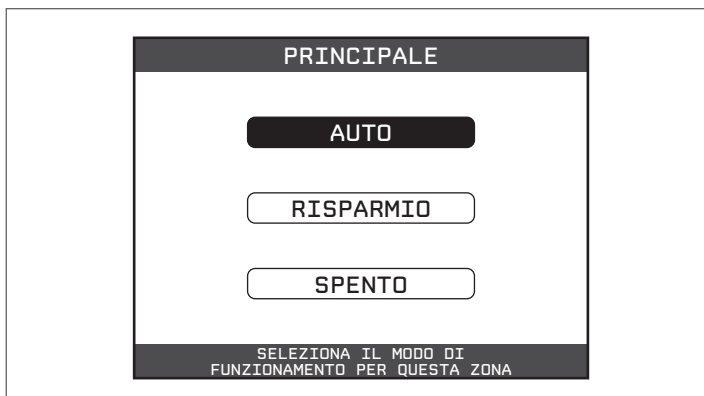 PRINCIPALE
AUTO
RISPARMIO
SPENTO
SELEZIONA IL MODO DI
FUNZIONAMENTO PER QUESTA ZONA